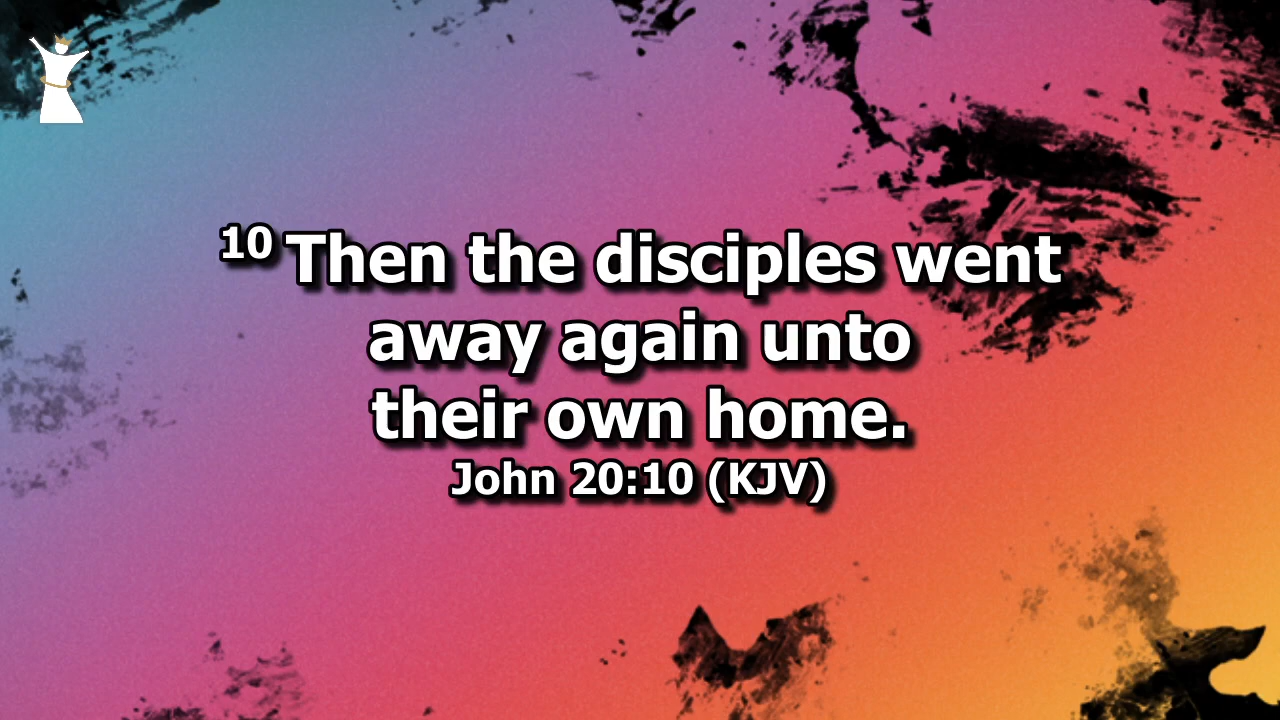 10 Then the disciples went
away again unto
their own home.
John 20:10 (KJV)